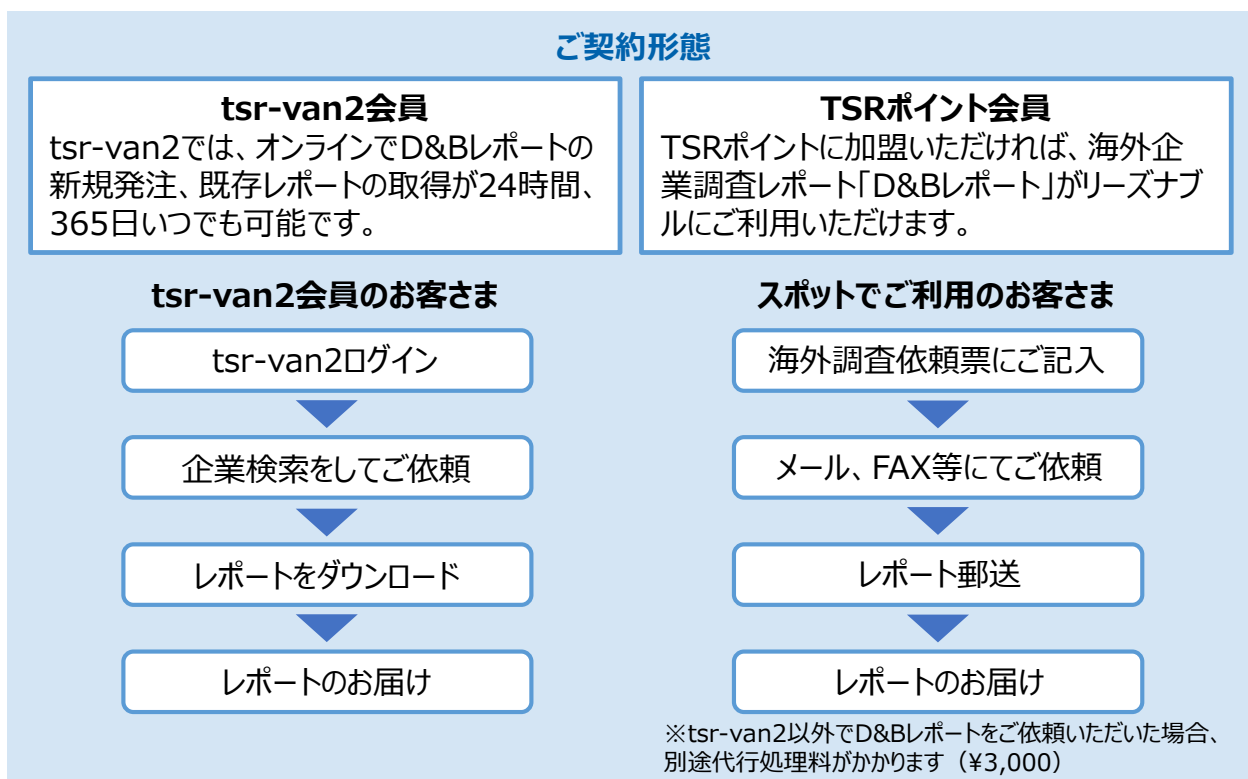 ご契約形態
tsr-van2会員
tsr-van2では、オンラインでD&Bレポートの
新規発注、既存レポートの取得が24時間、
365日いつでも可能です。
TSRポイント会員
TSRポイントに加盟いただければ、海外企
業調査レポート「D&Bレポート」がリーズナブ
ルにご利用いただけます。
tsr-van2会員のお客さま
tsr-van2ログイン
企業検索をしてご依頼
レポートをダウンロード
レポートのお届け
スポットでご利用のお客さま
海外調査依頼票にご記入
メール、FAX等にてご依頼
レポート郵送
レポートのお届け
※tsr-van2以外でD&Bレポートをご依頼いただいた場合、
別途代行処理料がかかります（¥3,000）